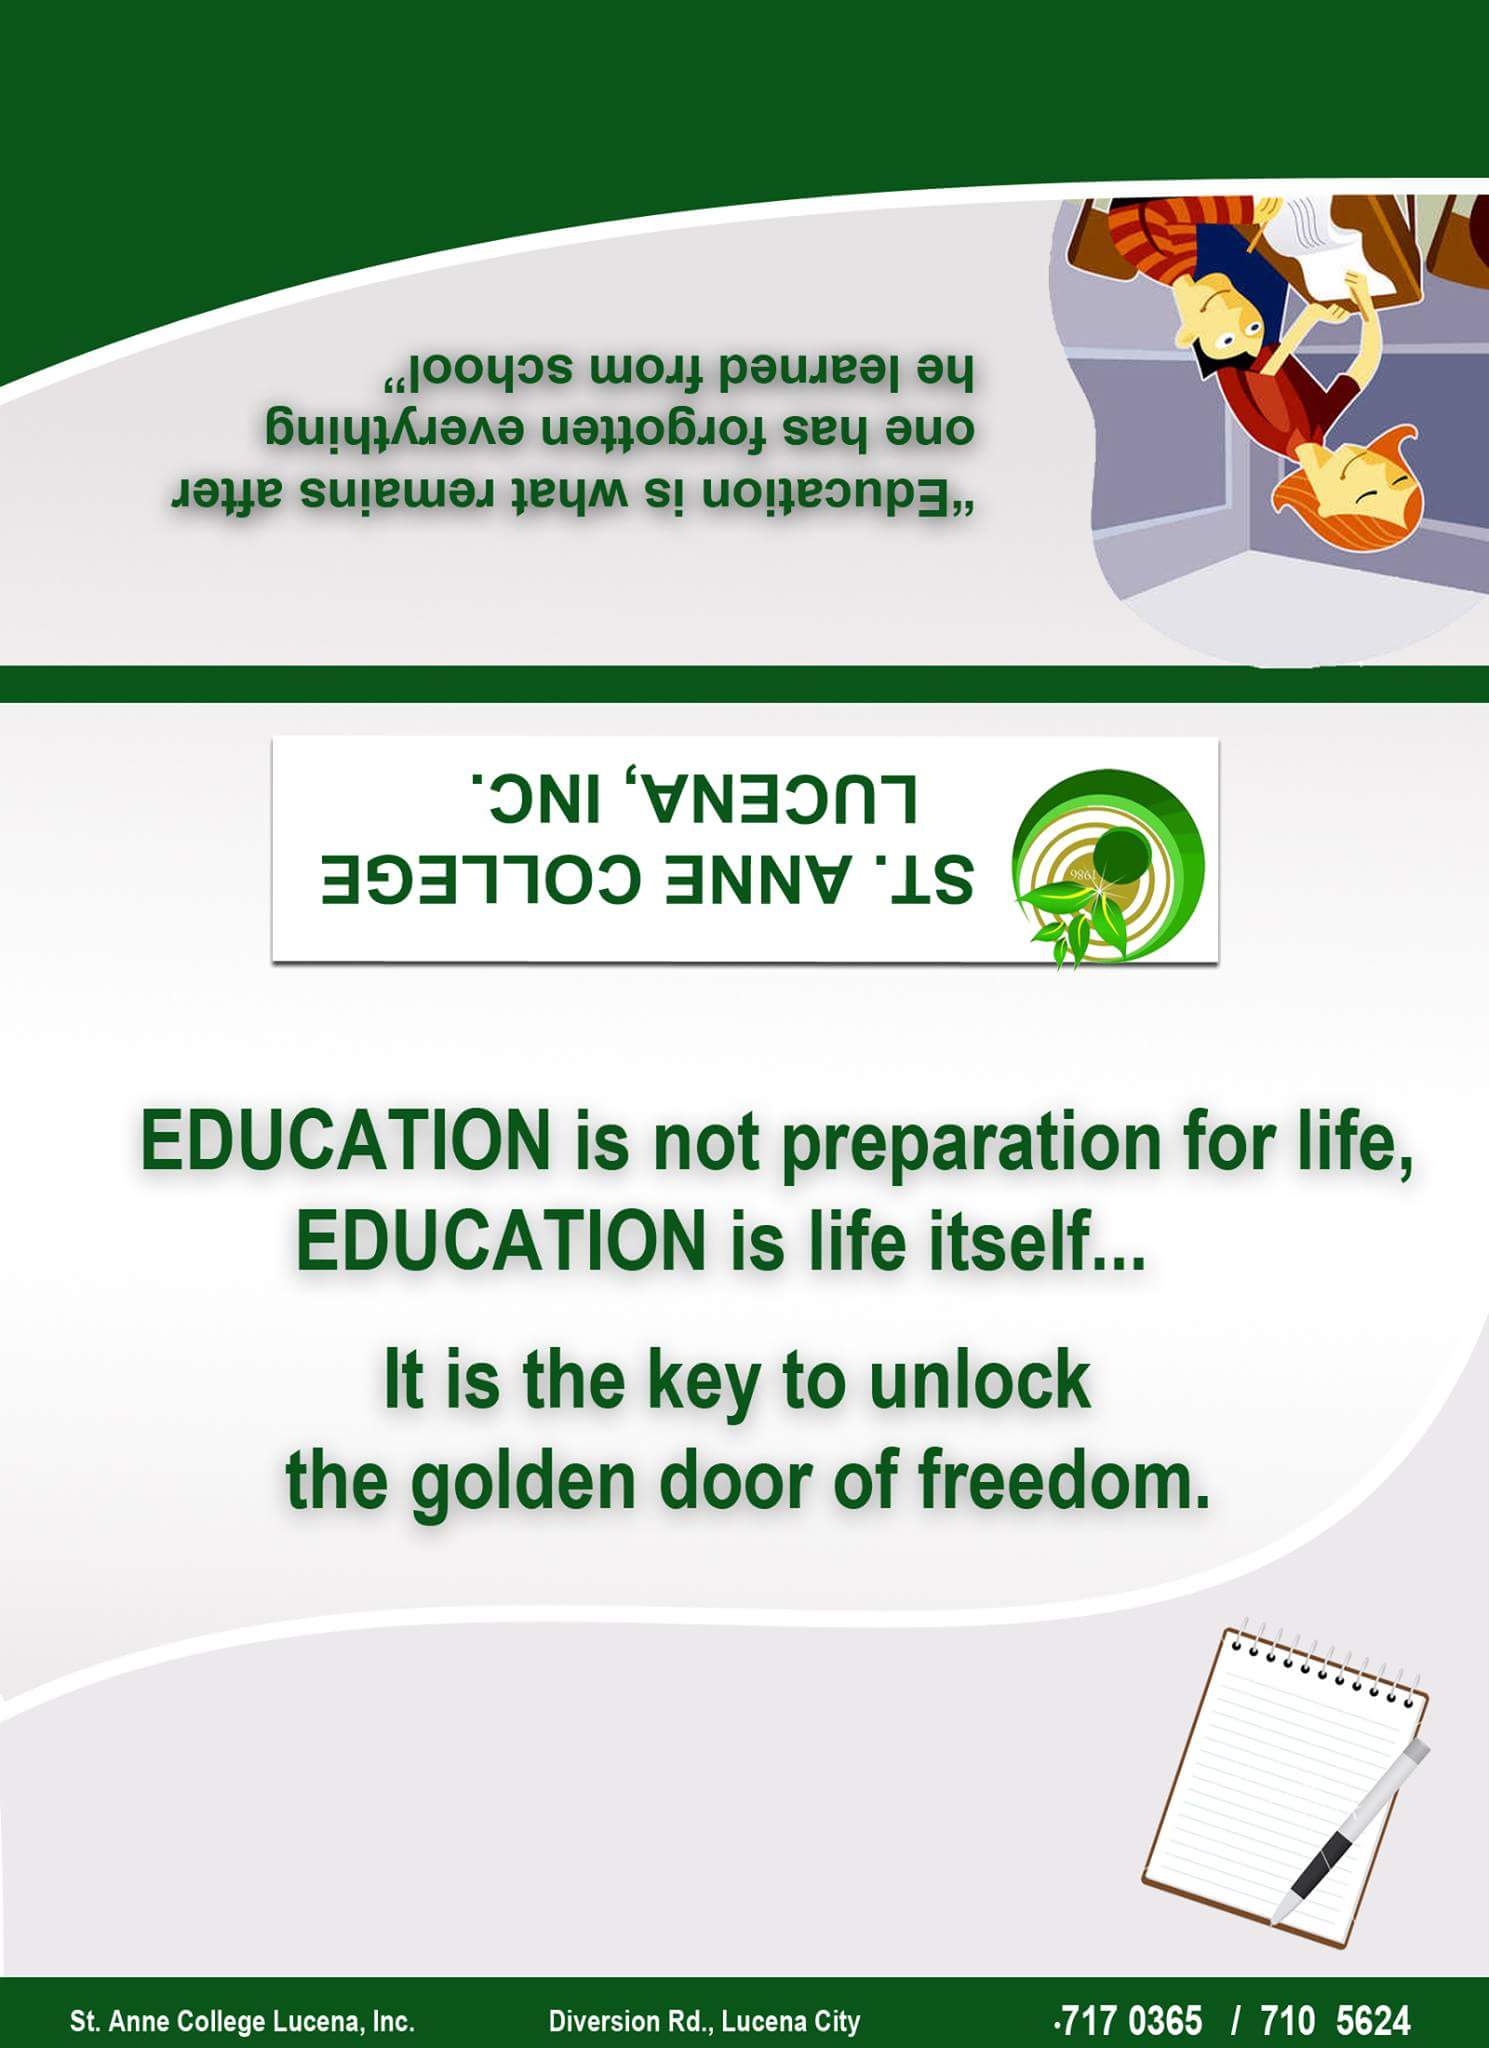 “Education is what remains after
one has forgotten everything
he learned from school”
ST. ANNE COLLEGE
LUCENA, INC.
1986
EDUCATION is not preparation for life,
EDUCATION is life itself...
It is the key to unlock
the golden door of freedom.
St. Anne College Lucena, Inc. Diversion Rd., Lucena City •717 0365 / 710 5624